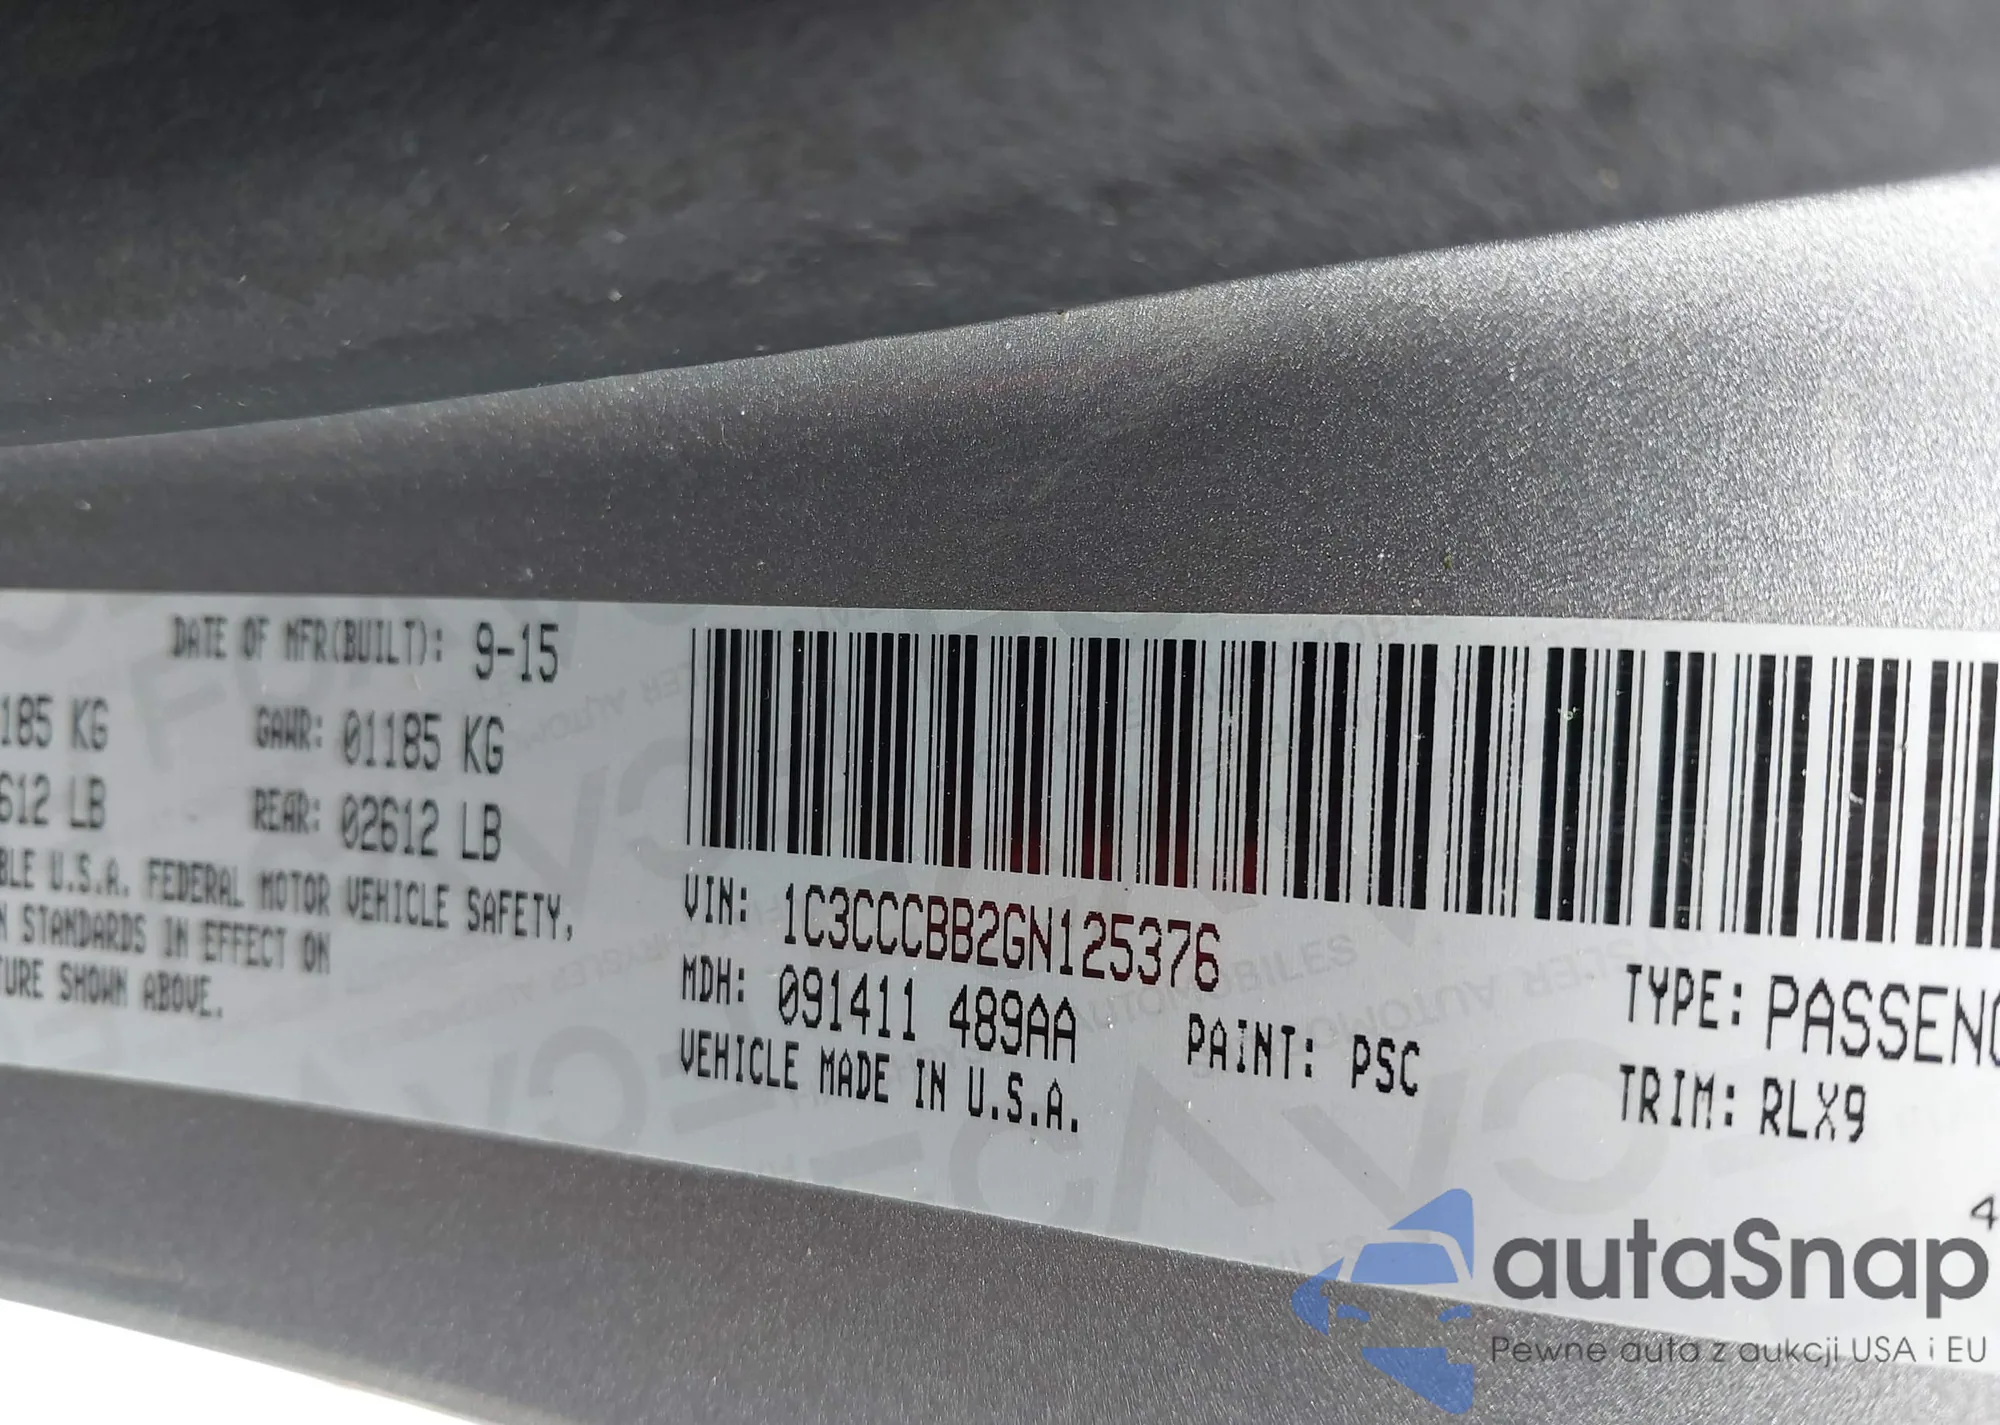 DATE OF MFR(BUILT): 9-15
185 KG GAWR: 01185 KG
612 LB REAR: 02612 LB
BLE U.S.A. FEDERAL MOTOR VEHICLE SAFETY,
N STANDARDS IN EFFECT ON
TURE SHOWN ABOVE.
VIN: 1C3CCCBB2GN125376
MDH: 091411 489AA
PAINT: PSC
VEHICLE MADE IN U.S.A.
TYPE: PASSENG
TRIM: RLX9
4
autaSnap
Pewne auta z aukcji USA i EU